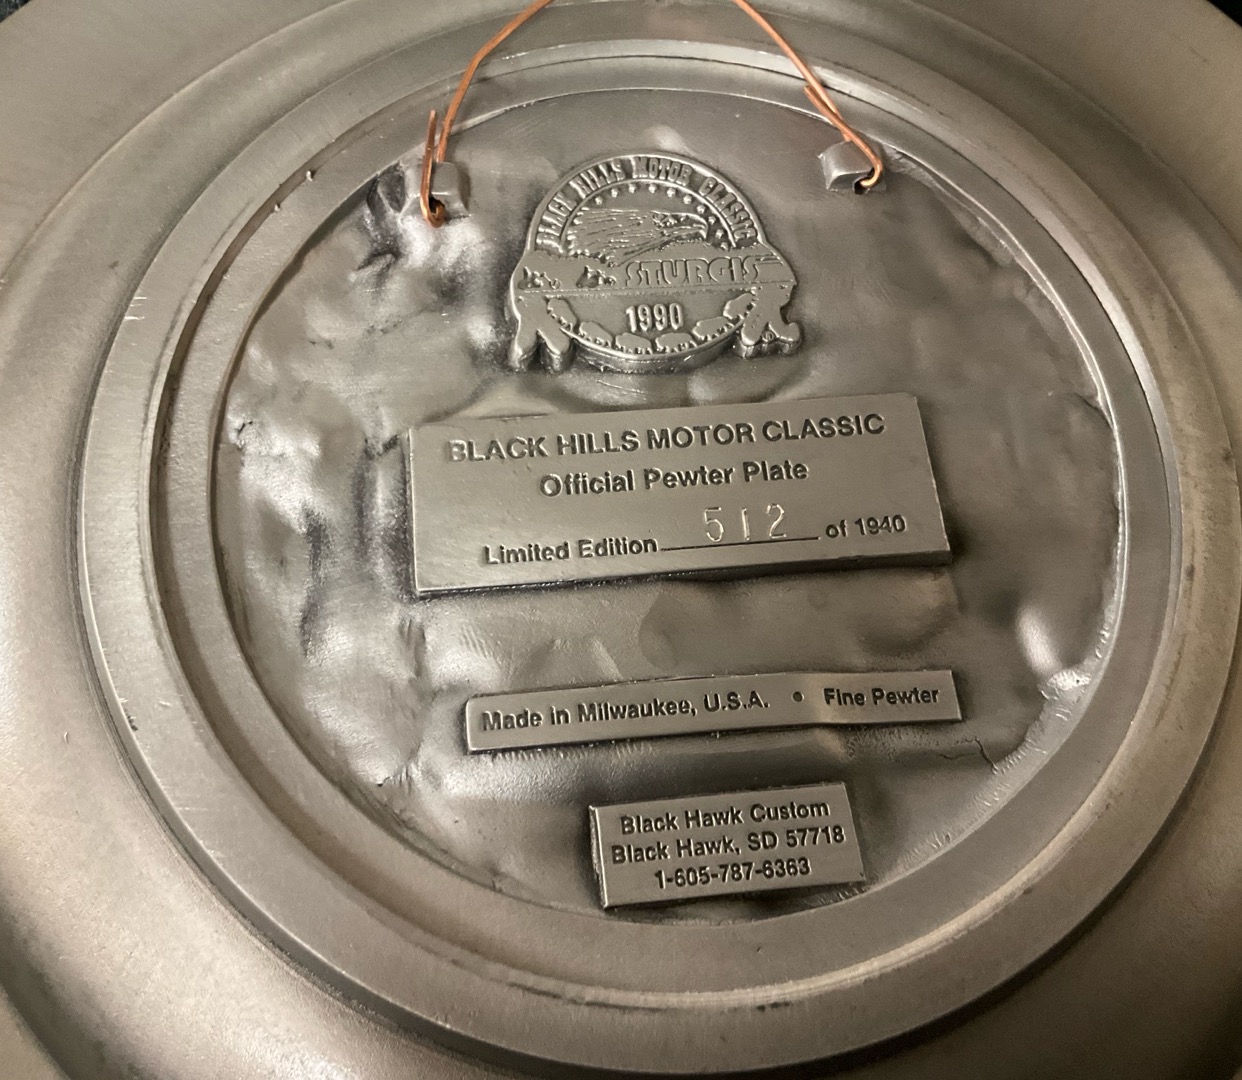 BLACK HILLS MOTOR CLASSIC
STURGIS
1990
BLACK HILLS MOTOR CLASSIC
Official Pewter Plate
Limited Edition 512 of 1940
Made in Milwaukee, U.S.A. • Fine Pewter
Black Hawk Custom
Black Hawk, SD 57718
1-605-787-6363